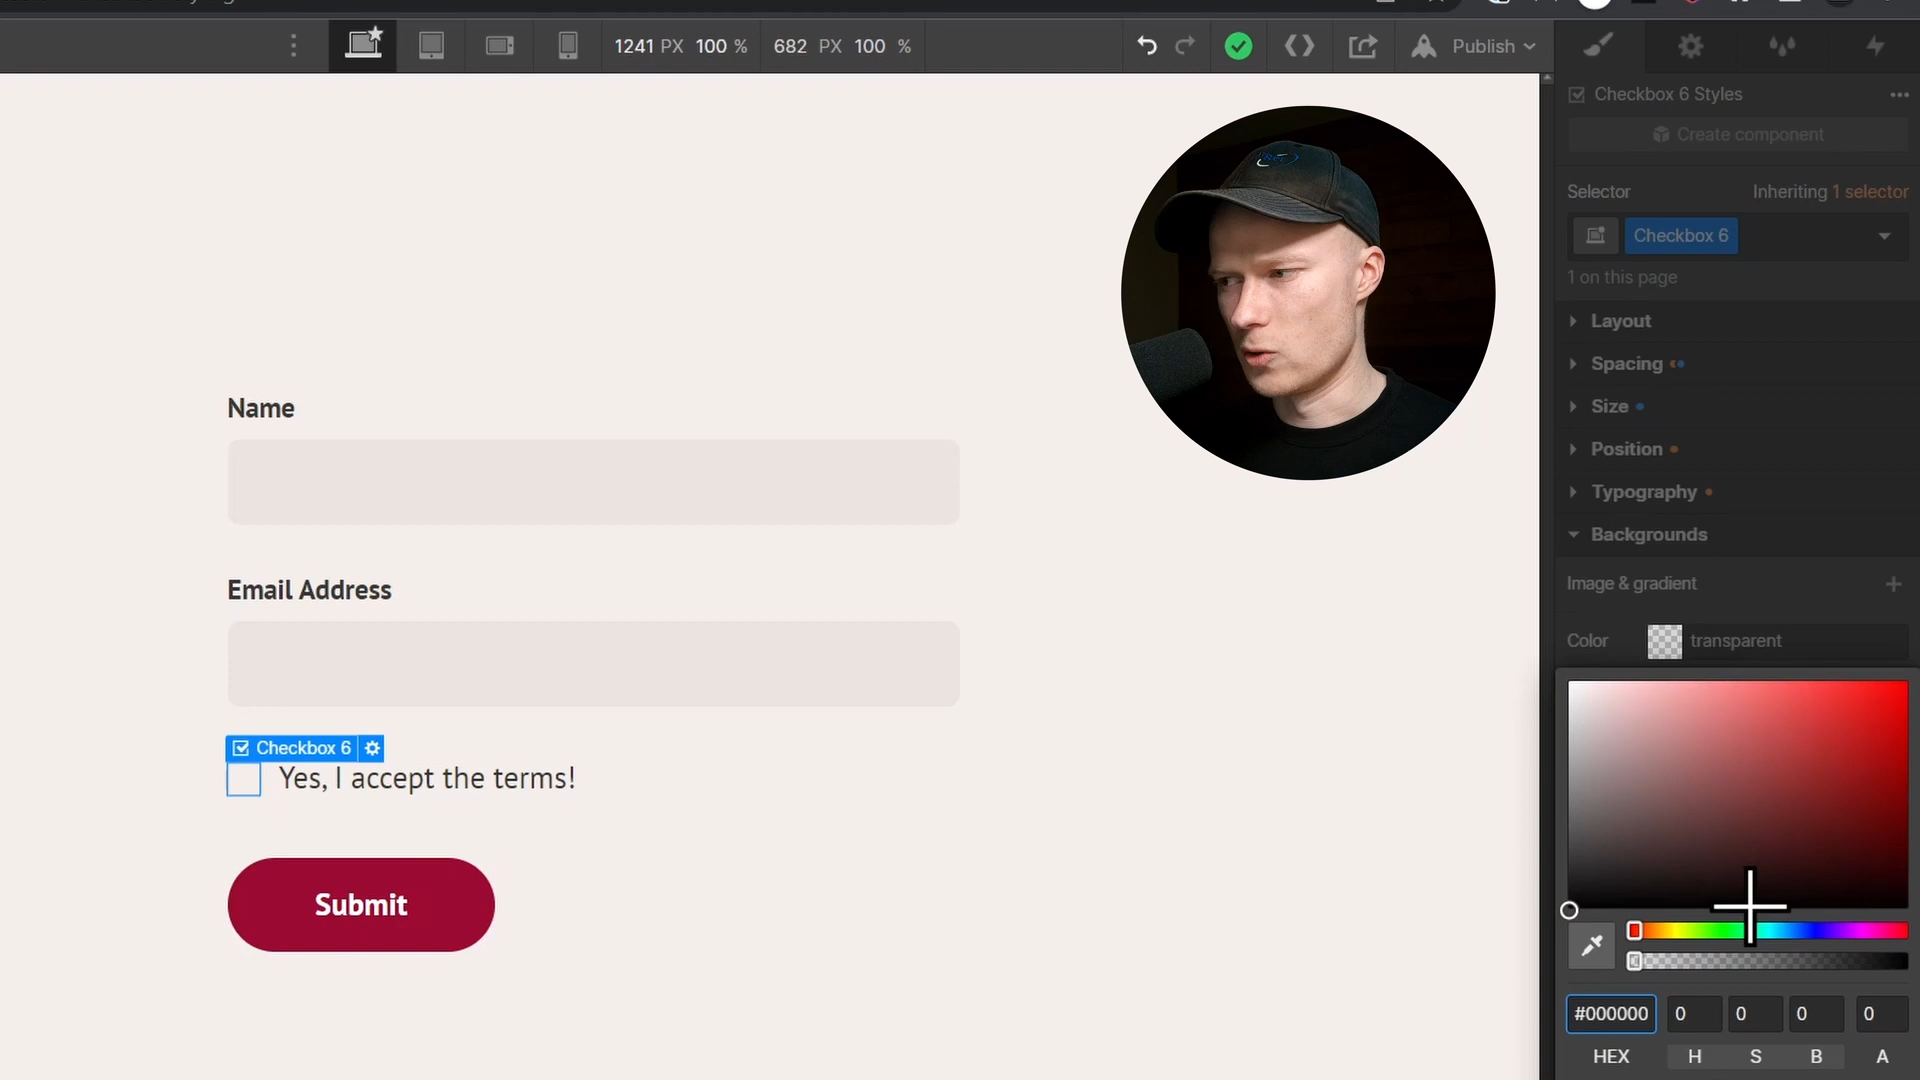 1241 PX 100 % 682 PX 100 %
Publish
Checkbox 6 Styles
Create component
Selector Inheriting 1 selector
Checkbox 6
1 on this page
Layout
Spacing
Size
Position
Typography
Backgrounds
Image & gradient
Color transparent
Name
Email Address
Checkbox 6
Yes, I accept the terms!
Submit
#000000 0 0 0 0
HEX H S B A